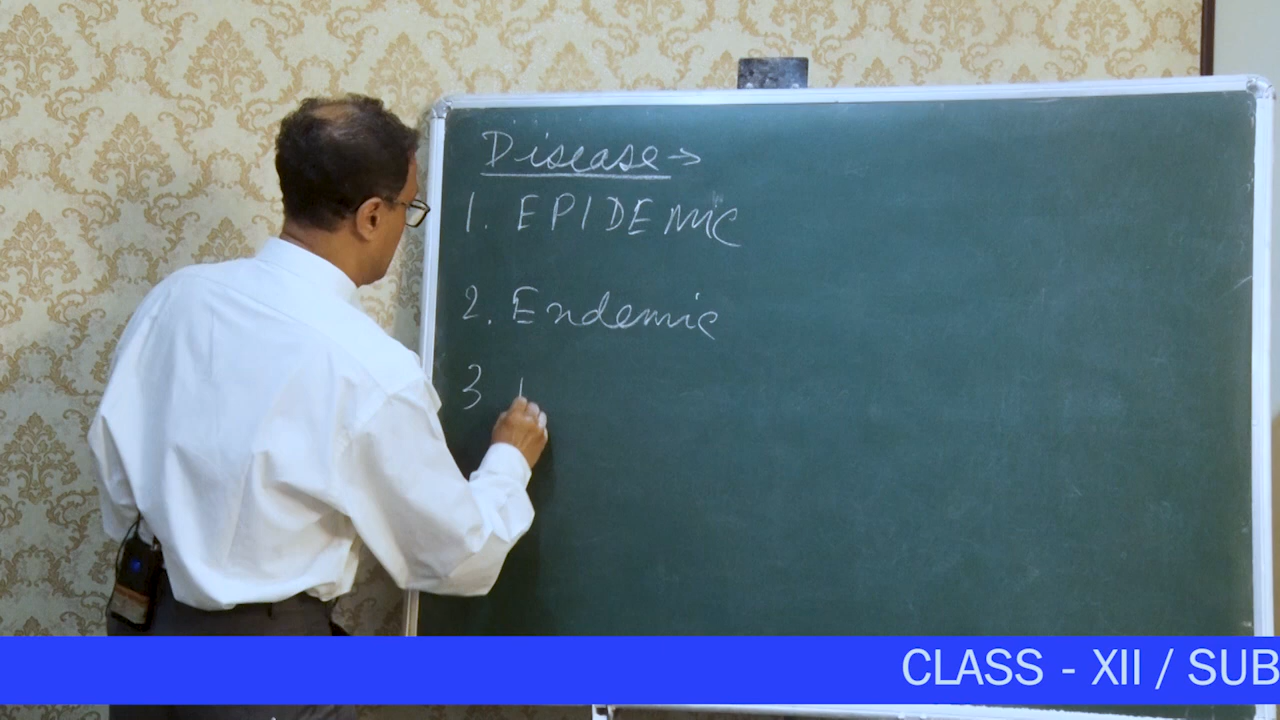 Disease →
1. EPIDEMIC
2. Endemic
3
CLASS - XII / SUB